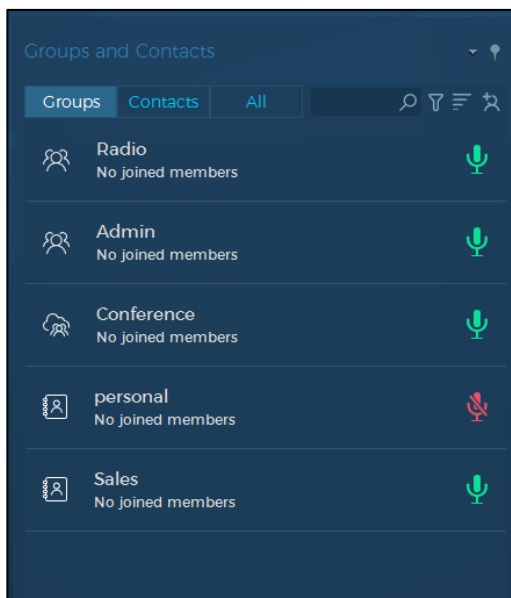 Groups and Contacts
Groups Contacts All
Radio
No joined members
Admin
No joined members
Conference
No joined members
personal
No joined members
Sales
No joined members